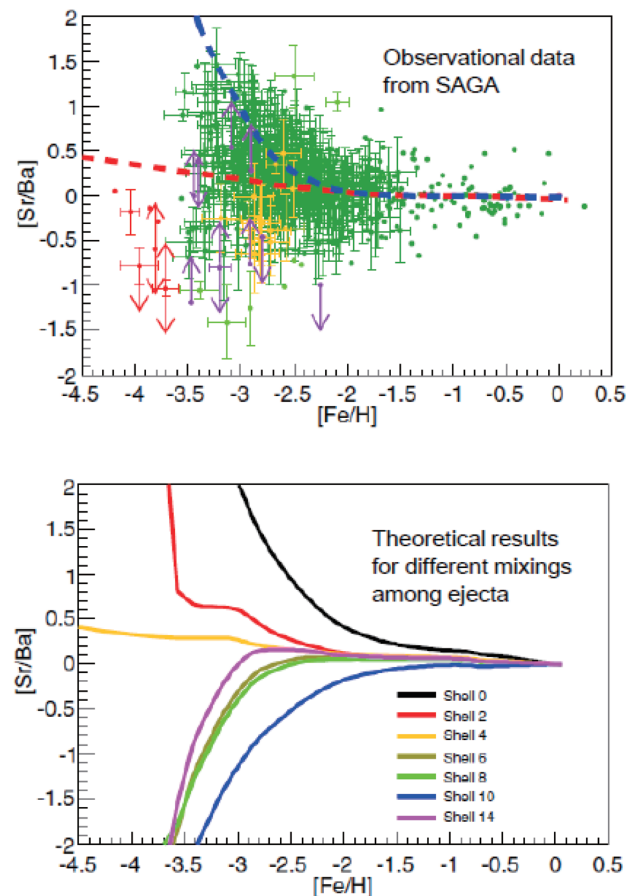 2
1.5
1
0.5
0
-0.5
-1
-1.5
-2
[Sr/Ba]
Observational data
from SAGA
-4.5 -4 -3.5 -3 -2.5 -2 -1.5 -1 -0.5 0 0.5
[Fe/H]
2
1.5
1
0.5
0
-0.5
-1
-1.5
-2
[Sr/Ba]
Theoretical results
for different mixings
among ejecta
Shell 0
Shell 2
Shell 4
Shell 6
Shell 8
Shell 10
Shell 14
-4.5 -4 -3.5 -3 -2.5 -2 -1.5 -1 -0.5 0 0.5
[Fe/H]